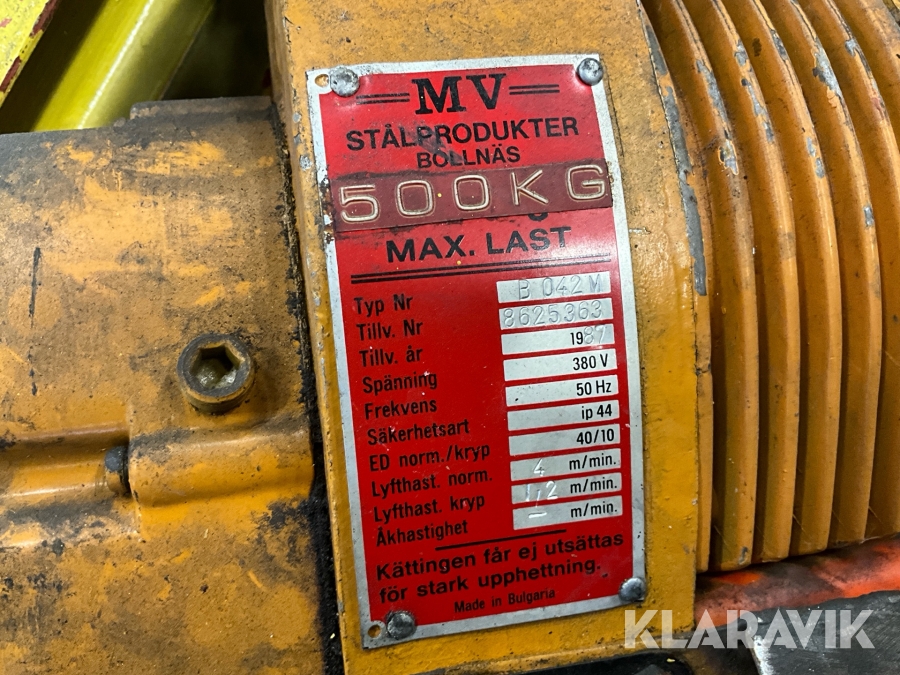 MV
STÅLPRODUKTER
BOLLNÄS
500KG
MAX. LAST
Typ Nr B 042M
Tillv. Nr 8625363
Tillv. år 1987
Spänning 380 V
Frekvens 50 Hz
Säkerhetsart ip 44
ED norm./kryp 40/10
Lyfthast. norm. 4 m/min.
Lyfthast. kryp m/min.
Åkhastighet m/min.
Kättingen får ej utsättas
för stark upphettning.
Made in Bulgaria
KLARAVIK